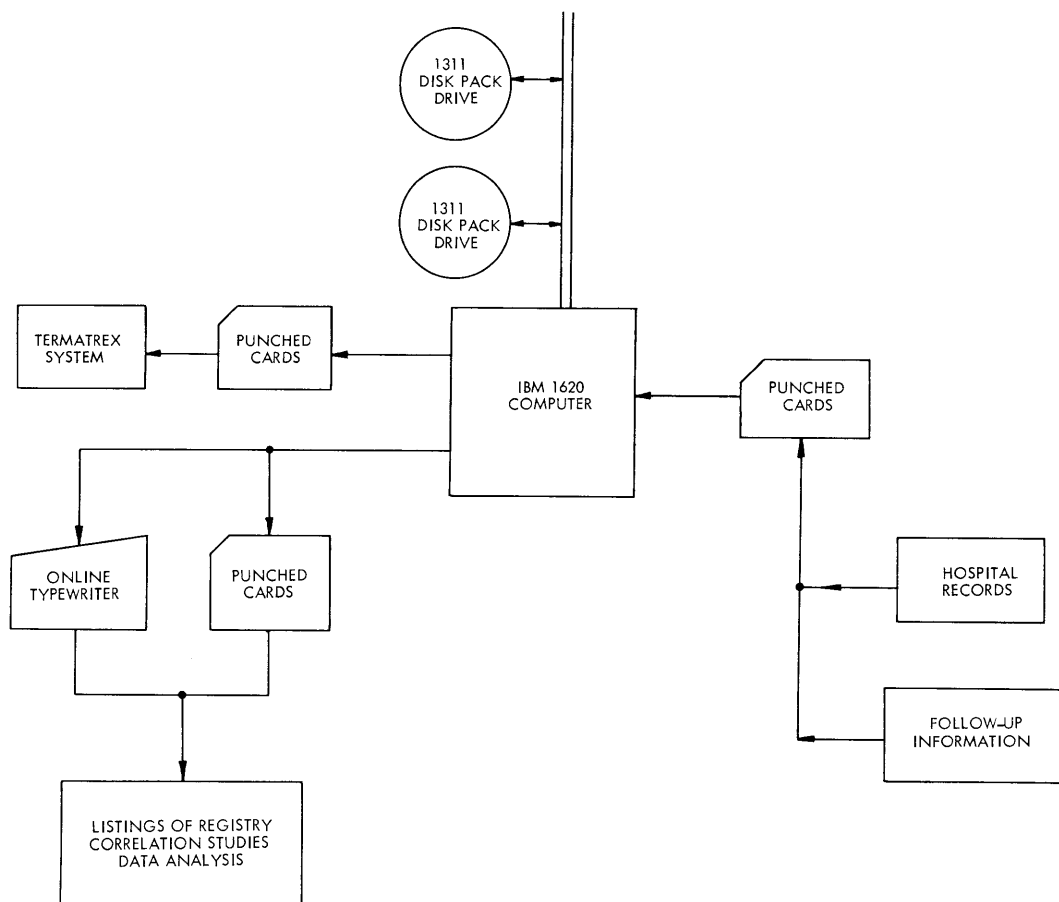 1311
DISK PACK
DRIVE
1311
DISK PACK
DRIVE
TERMATREX
SYSTEM
PUNCHED
CARDS
IBM 1620
COMPUTER
PUNCHED
CARDS
ONLINE
TYPEWRITER
PUNCHED
CARDS
HOSPITAL
RECORDS
FOLLOW-UP
INFORMATION
LISTINGS OF REGISTRY
CORRELATION STUDIES
DATA ANALYSIS